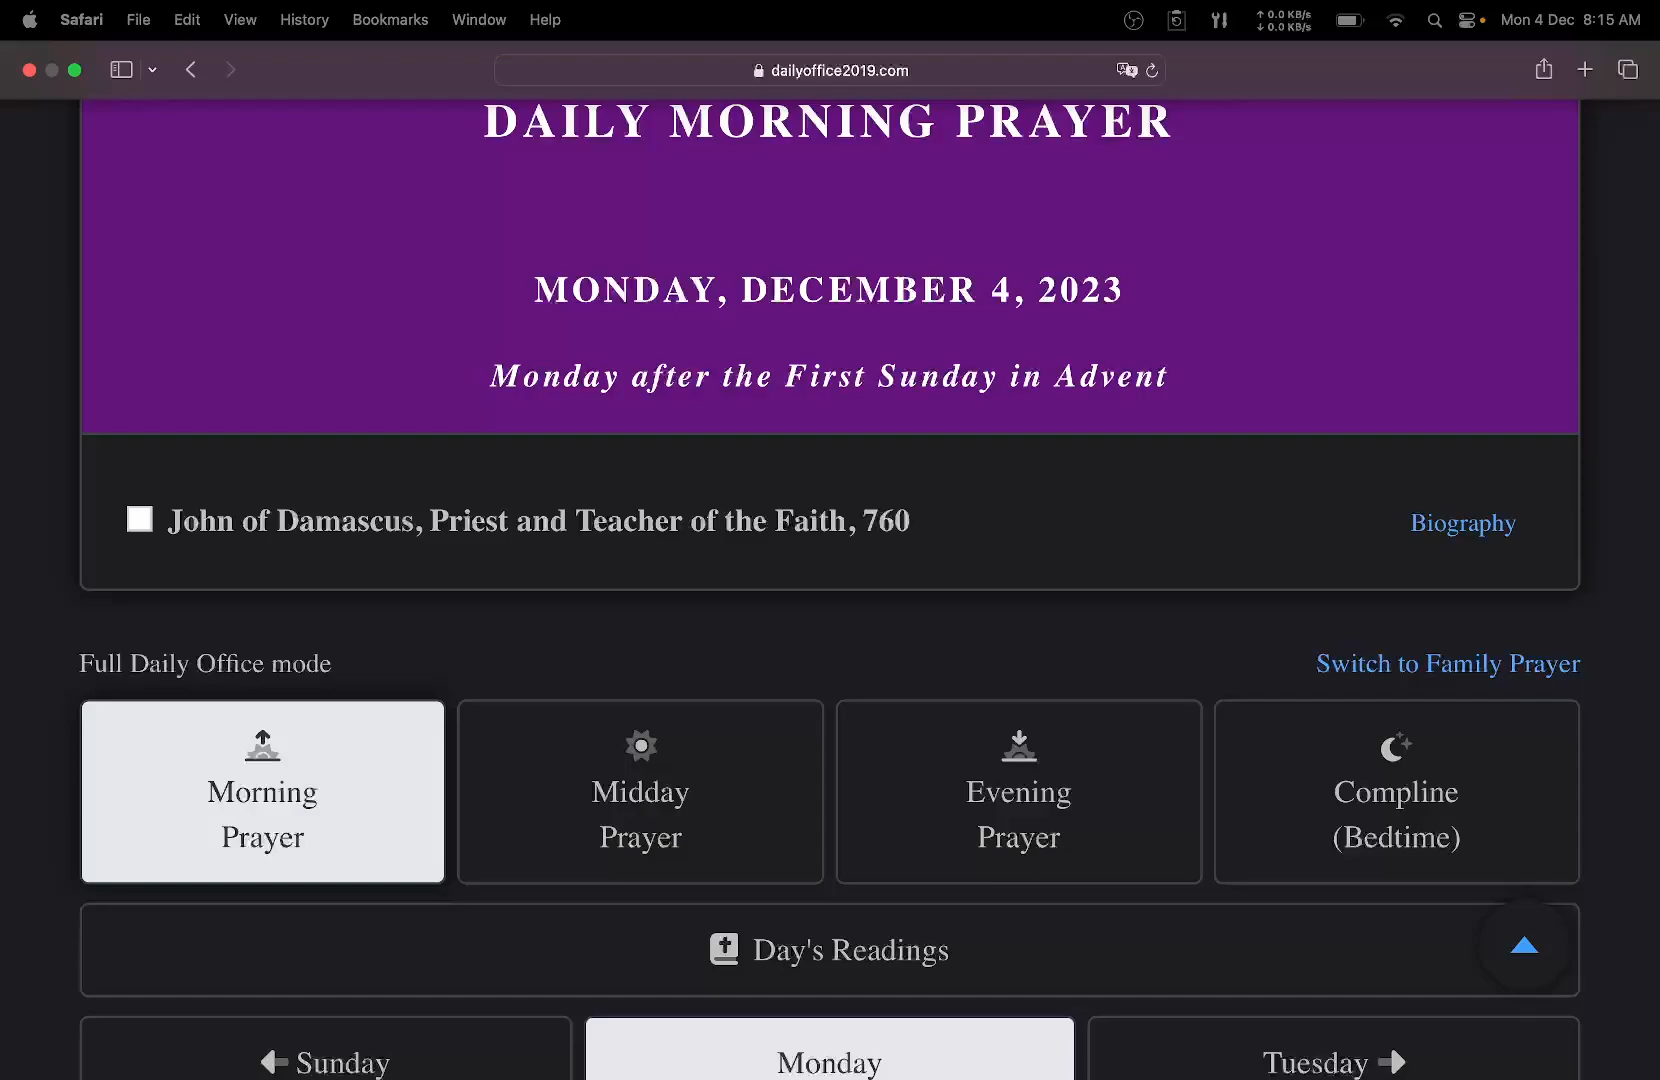 Safari File Edit View History Bookmarks Window Help
↑ 0.0 KB/s
↓ 0.0 KB/s
Mon 4 Dec 8:15 AM
dailyoffice2019.com
DAILY MORNING PRAYER
MONDAY, DECEMBER 4, 2023
Monday after the First Sunday in Advent
John of Damascus, Priest and Teacher of the Faith, 760
Biography
Full Daily Office mode
Switch to Family Prayer
Morning
Prayer
Midday
Prayer
Evening
Prayer
Compline
(Bedtime)
Day's Readings
Sunday
Monday
Tuesday